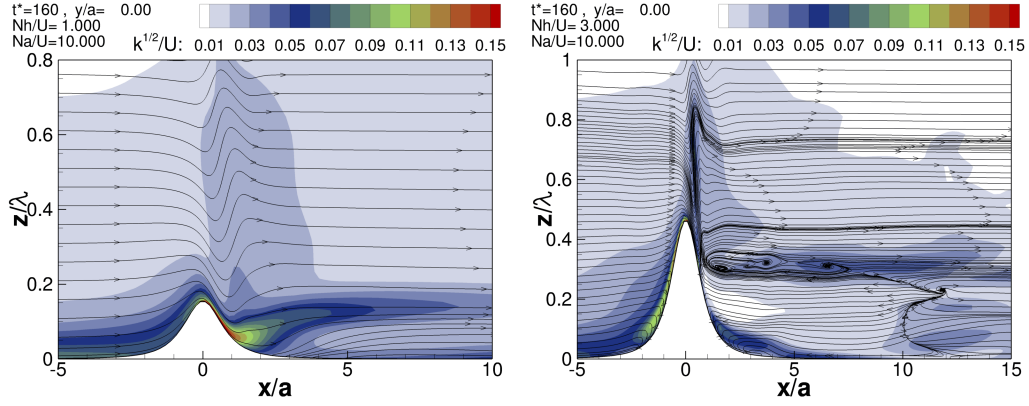 t*=160 , y/a= 0.00
Nh/U= 1.000
Na/U=10.000 k^1/2/U: 0.01 0.03 0.05 0.07 0.09 0.11 0.13 0.15
0.8
0.6
z/λ
0.4
0.2
0
-5 0 5 10
x/a
t*=160 , y/a= 0.00
Nh/U= 3.000
Na/U=10.000 k^1/2/U: 0.01 0.03 0.05 0.07 0.09 0.11 0.13 0.15
1
0.8
0.6
z/λ
0.4
0.2
0
-5 0 5 10 15
x/a